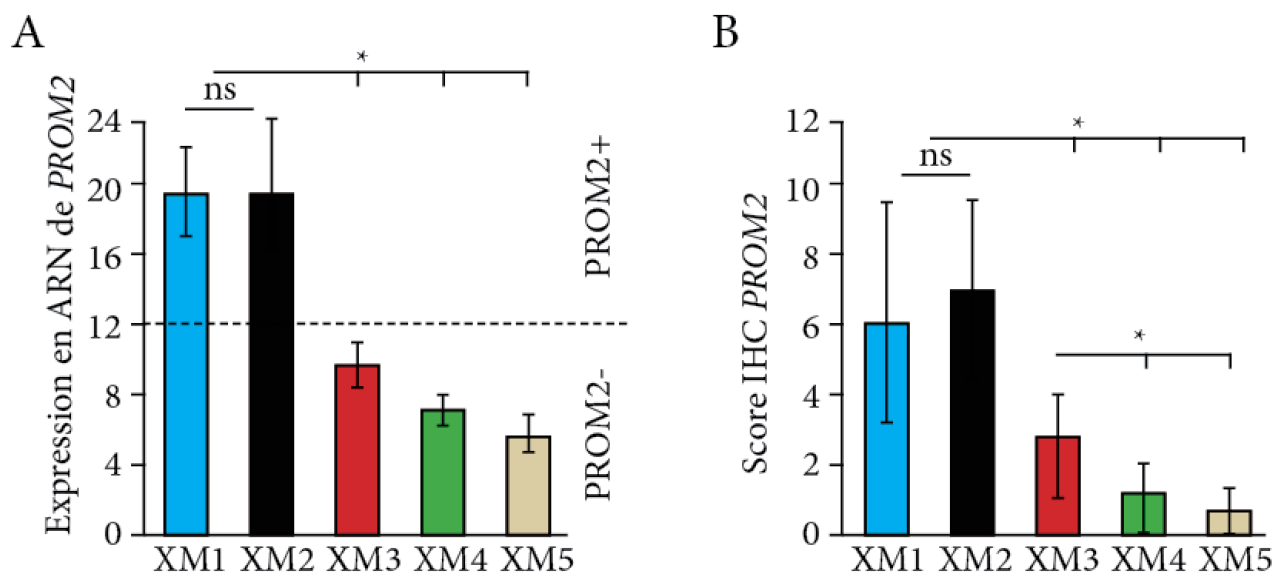 A
Expression en ARN de PROM2
24
20
16
12
8
4
0
ns
*
PROM2+
PROM2-
XM1 XM2 XM3 XM4 XM5
B
Score IHC PROM2
12
10
8
6
4
2
0
ns
*
*
XM1 XM2 XM3 XM4 XM5